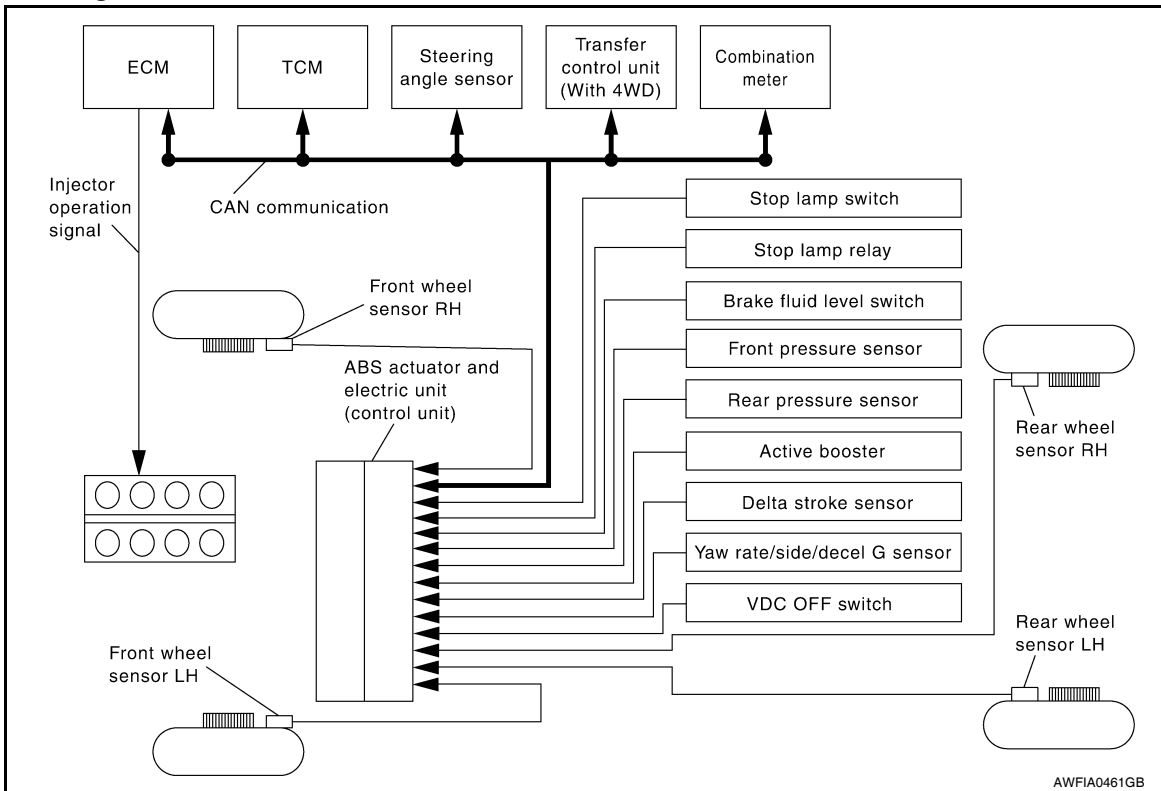 ECM
TCM
Steering
angle sensor
Transfer
control unit
(With 4WD)
Combination
meter
Injector
operation
signal
CAN communication
Stop lamp switch
Stop lamp relay
Brake fluid level switch
Front pressure sensor
Rear pressure sensor
Active booster
Delta stroke sensor
Yaw rate/side/decel G sensor
VDC OFF switch
Front wheel
sensor RH
ABS actuator and
electric unit
(control unit)
Rear wheel
sensor RH
Rear wheel
sensor LH
Front wheel
sensor LH
AWFIA0461GB